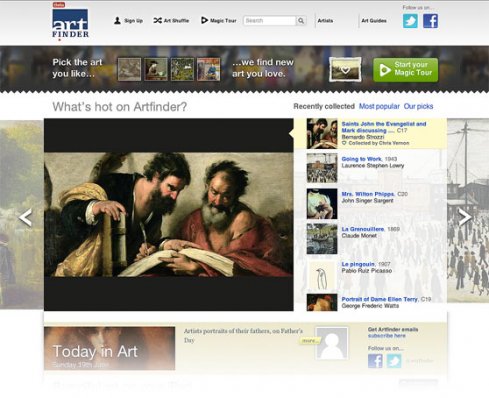 Beta
art
FINDER
Sign Up
Art Shuffle
Magic Tour
Search
Artists
Art Guides
Follow us on...
Pick the art
you like...
...we find new
art you love.
Start your
Magic Tour
What's hot on Artfinder?
Recently collected
Most popular
Our picks
Saints John the Evangelist and
Mark discussing ...., C17
Bernardo Strozzi
Collected by Chris Vernon
Going to Work, 1943
Laurence Stephen Lowry
Mrs. Wilton Phipps, C20
John Singer Sargent
La Grenouillere, 1869
Claude Monet
Le pingouin, 1907
Pablo Ruiz Picasso
Portrait of Dame Ellen Terry, C19
George Frederic Watts
Today in Art
Sunday 19th June
Artists portraits of their fathers, on Father's
Day
more...
Get Artfinder emails
subscribe here
Follow us on...